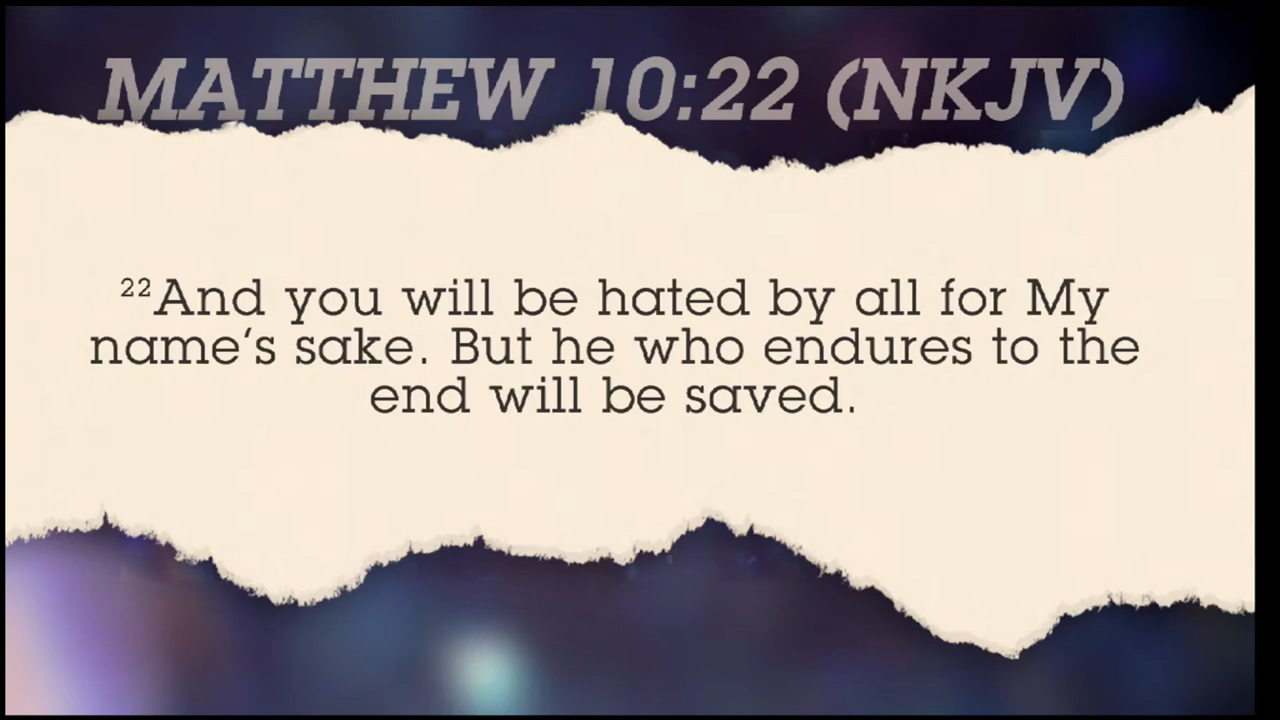 MATTHEW 10:22 (NKJV)
²²And you will be hated by all for My
name‘s sake. But he who endures to the
end will be saved.